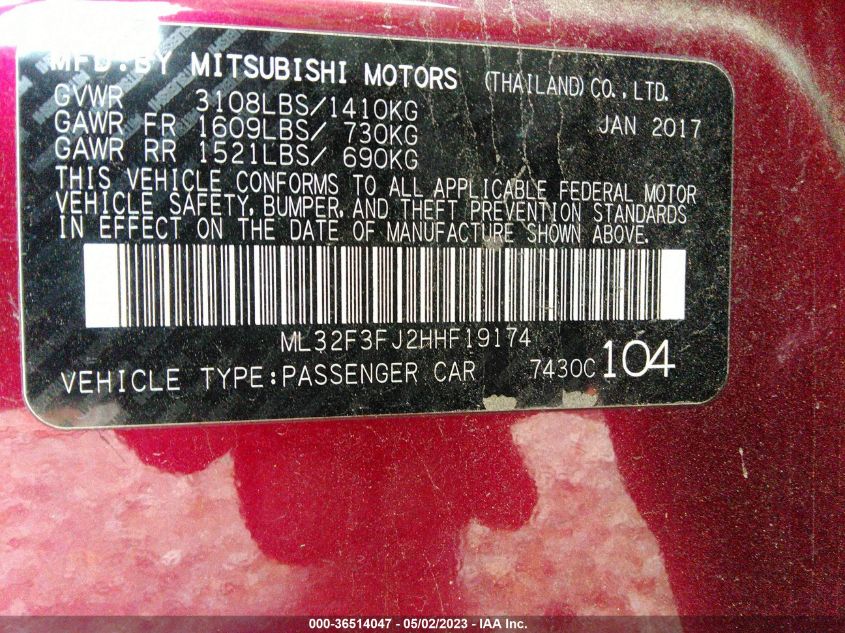 MFD.BY MITSUBISHI MOTORS (THAILAND) CO., LTD.
GVWR 3108LBS/1410KG
JAN 2017
GAWR FR 1609LBS/ 730KG
GAWR RR 1521LBS/ 690KG
THIS VEHICLE CONFORMS TO ALL APPLICABLE FEDERAL MOTOR
VEHICLE SAFETY, BUMPER, AND THEFT PREVENTION STANDARDS
IN EFFECT ON THE DATE OF MANUFACTURE SHOWN ABOVE.
ML32F3FJ2HHF19174
VEHICLE TYPE:PASSENGER CAR 7430C 104
000-36514047 - 05/02/2023 - IAA Inc.